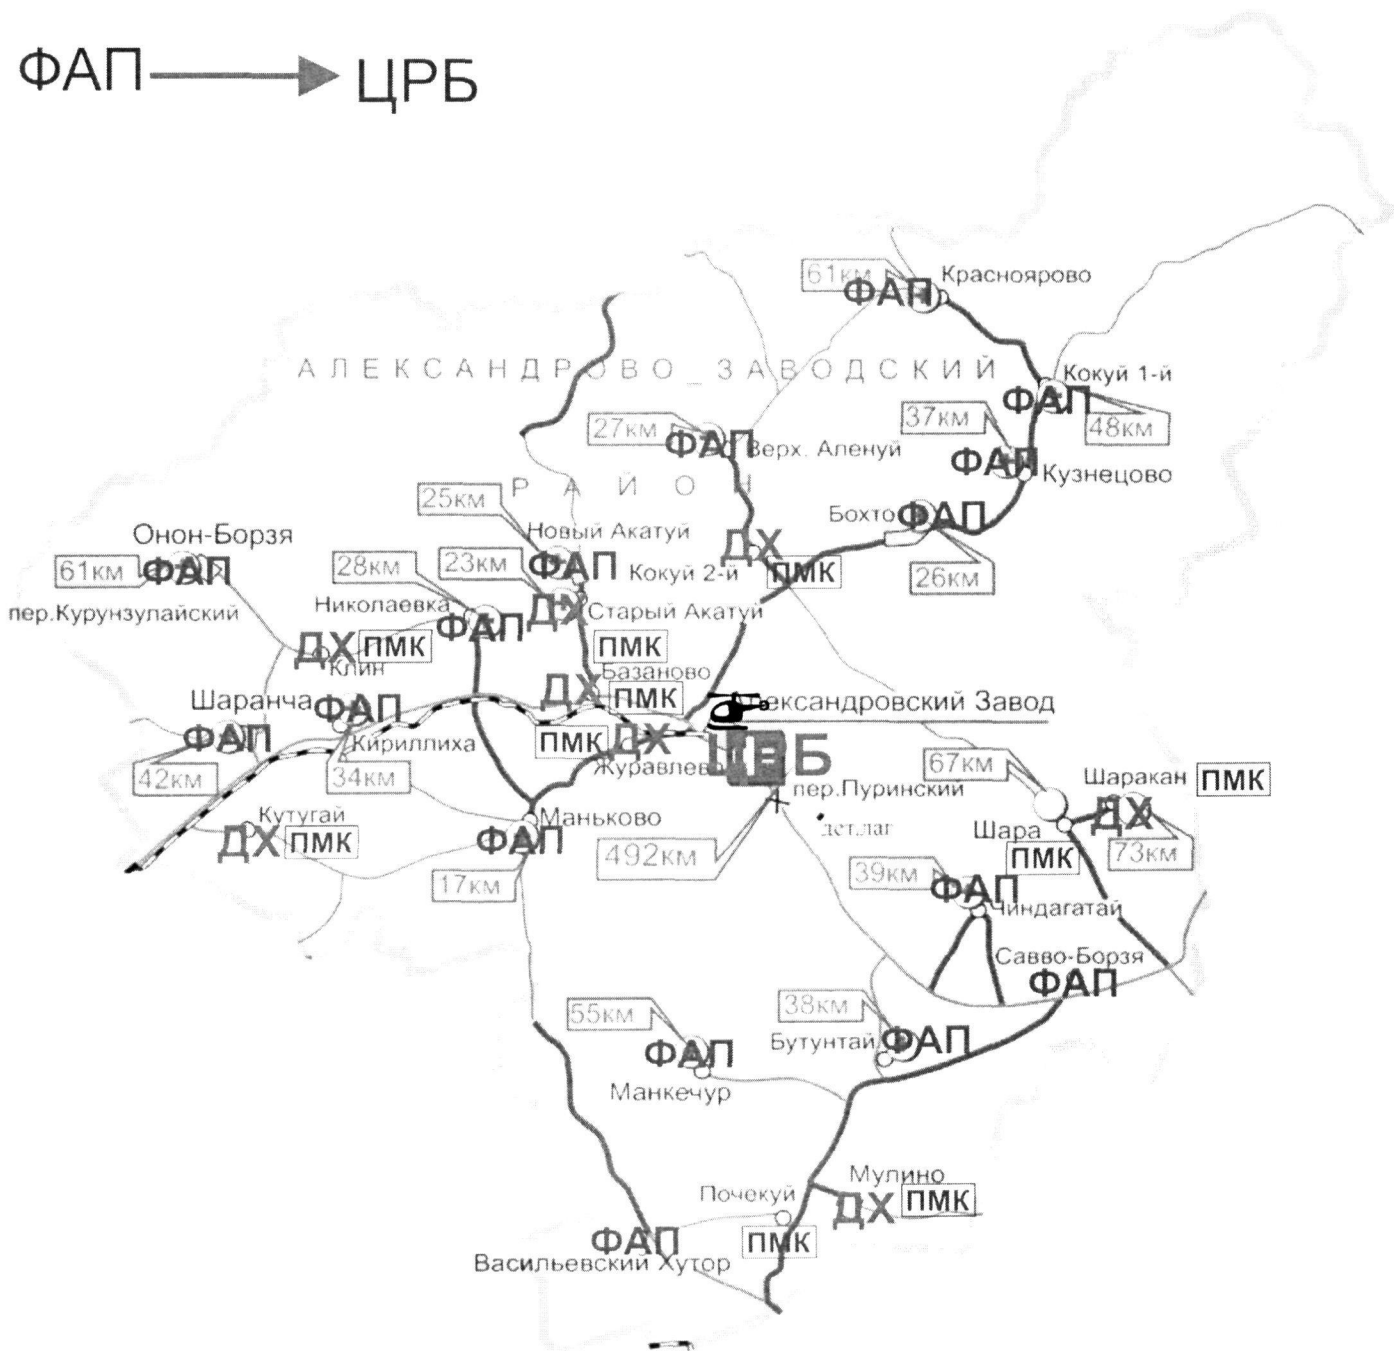 ФАП ЦРБ
61км
ФАП
Красноярово
АЛЕКСАНДРОВО_ЗАВОДСКИЙ
Кокуй 1-й
ФАП
48км
37км
27км
ФАП
Верх. Аленуй
ФАП
Кузнецово
РАЙОН
25км
Бохто
ФАП
Новый Акатуй
Онон-Борзя
ДХ
61км
ФАП
28км
23км
ФАП
Кокуй 2-й
ПМК
26км
пер.Курунзулайский
Николаевка
ФАП
ДХ
Старый Акатуй
ДХ
ПМК
ПМК
Клин
Базаново
ДХ
ПМК
Шаранча
ФАП
Александровский Завод
ФАП
Кириллиха
ПМК
ДХ
ЦРБ
Журавлево
42км
34км
67км
Шаракан
ПМК
пер.Пуринский
Кутугай
Маньково
ДХ
дет.лаг
Шара
ДХ
ПМК
ФАП
492км
ПМК
73км
17км
39км
ФАП
Чиндагатай
Савво-Борзя
ФАП
55км
38км
ФАП
Бутунтай
ФАП
Манкечур
Мулино
Почекуй
ДХ
ПМК
ФАП
ПМК
Васильевский Хутор